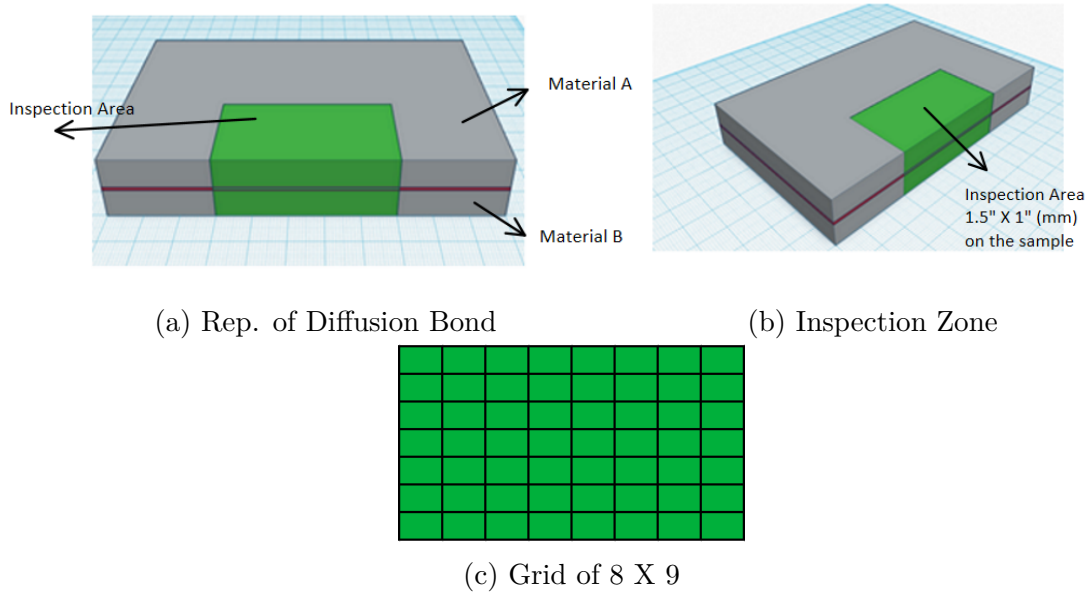 Inspection Area
Material A
Material B
Inspection Area
1.5" X 1" (mm)
on the sample
(a) Rep. of Diffusion Bond
(b) Inspection Zone
(c) Grid of 8 X 9